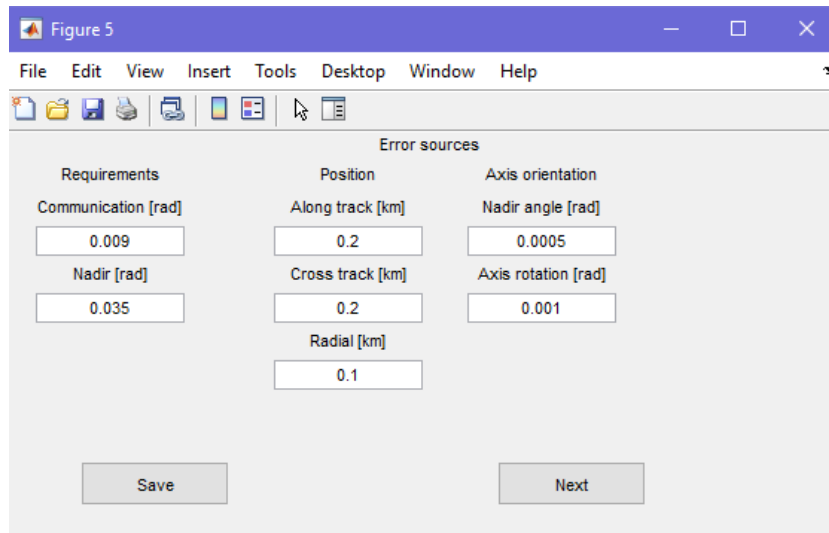 Figure 5
File Edit View Insert Tools Desktop Window Help
Error sources
Requirements Position Axis orientation
Communication [rad] Along track [km] Nadir angle [rad]
0.009 0.2 0.0005
Nadir [rad] Cross track [km] Axis rotation [rad]
0.035 0.2 0.001
Radial [km]
0.1
Save Next